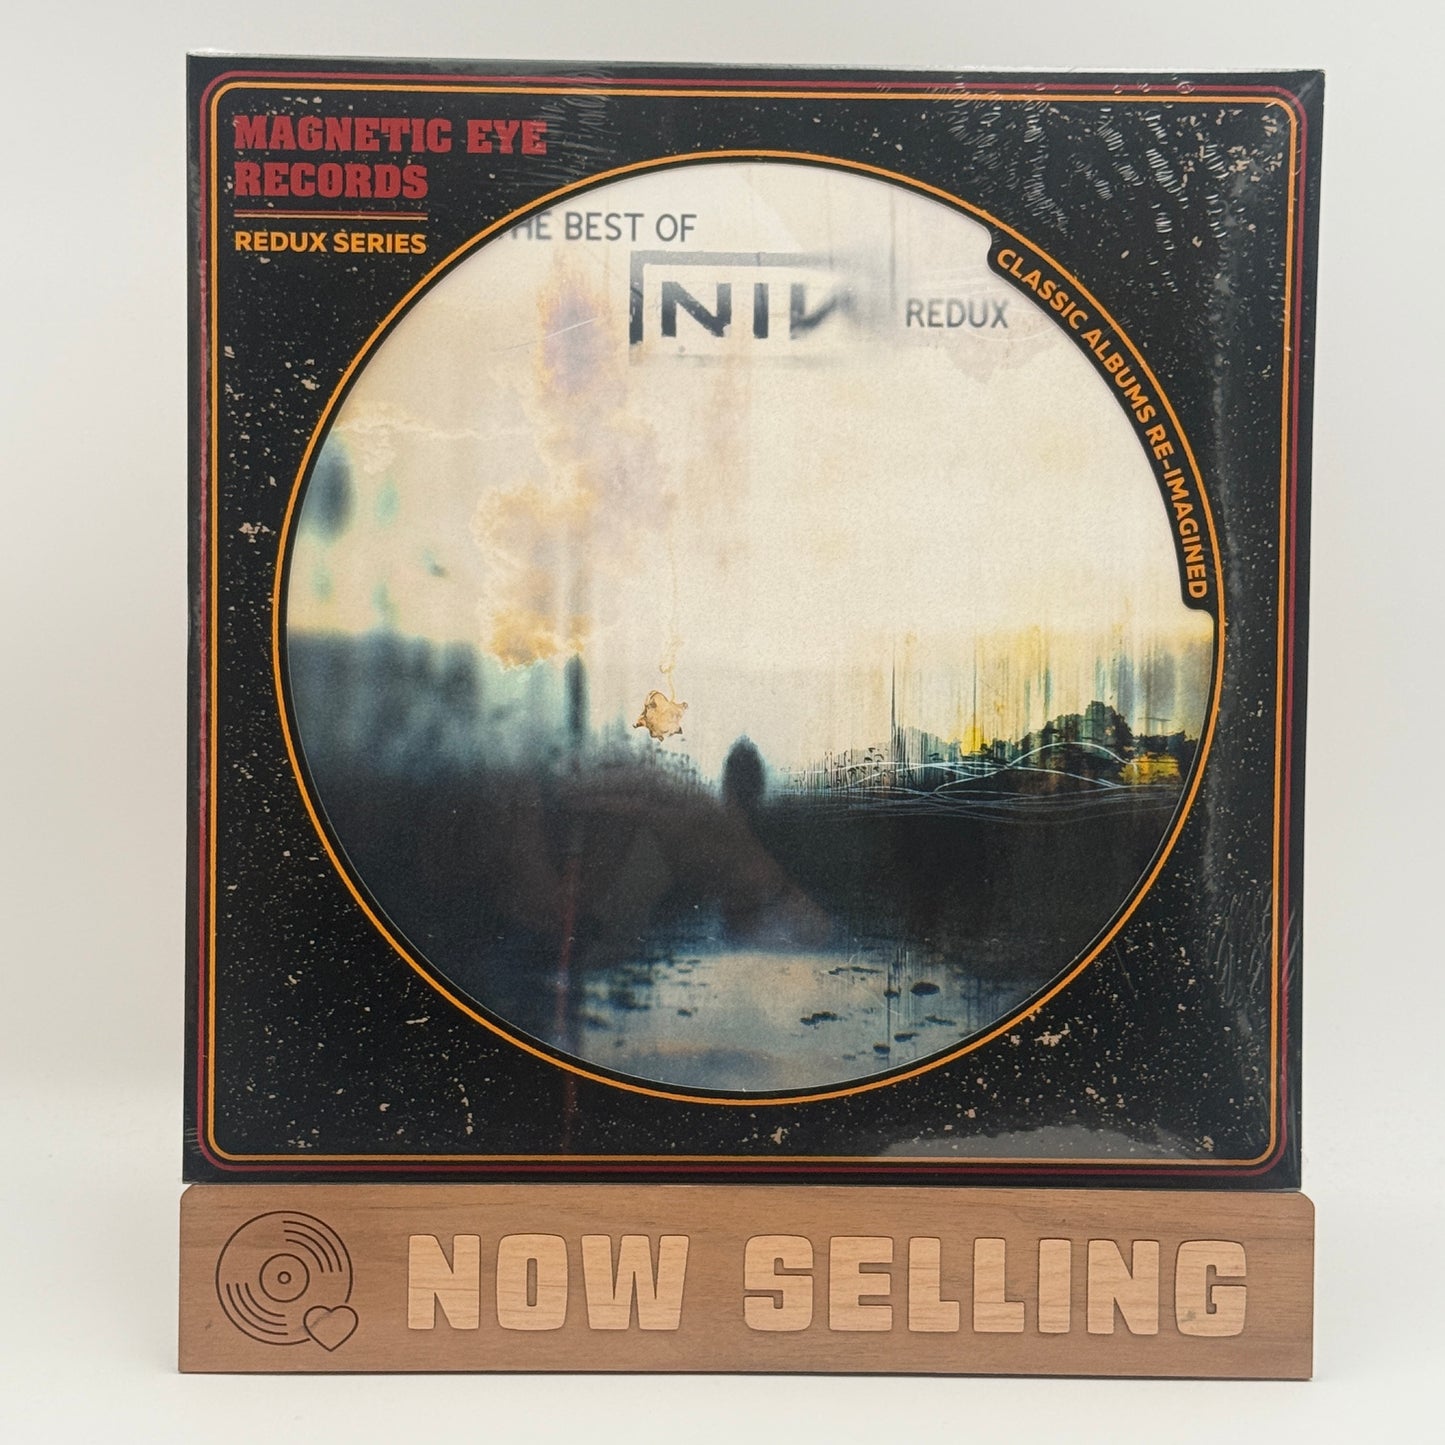 MAGNETIC EYE
RECORDS
REDUX SERIES
THE BEST OF
NIN
REDUX
CLASSIC ALBUMS RE-IMAGINED
NOW SELLING